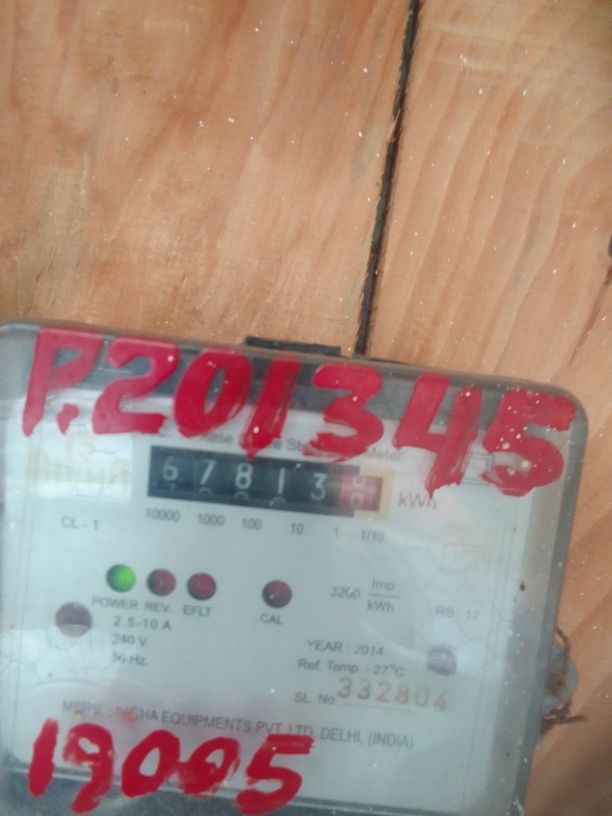 P.201345
Meter
67813
kWh
CL - 1
10000 1000 100 10 1 1/10
POWER REV. EFLT
CAL
3200 Imp/kWh
RS : 12
2.5-10 A
240 V.
50 Hz.
YEAR : 2014
Ref. Temp. - 27°C
SL. No. 332804
EQUIPMENTS PVT. LTD. DELHI, (INDIA)
19005